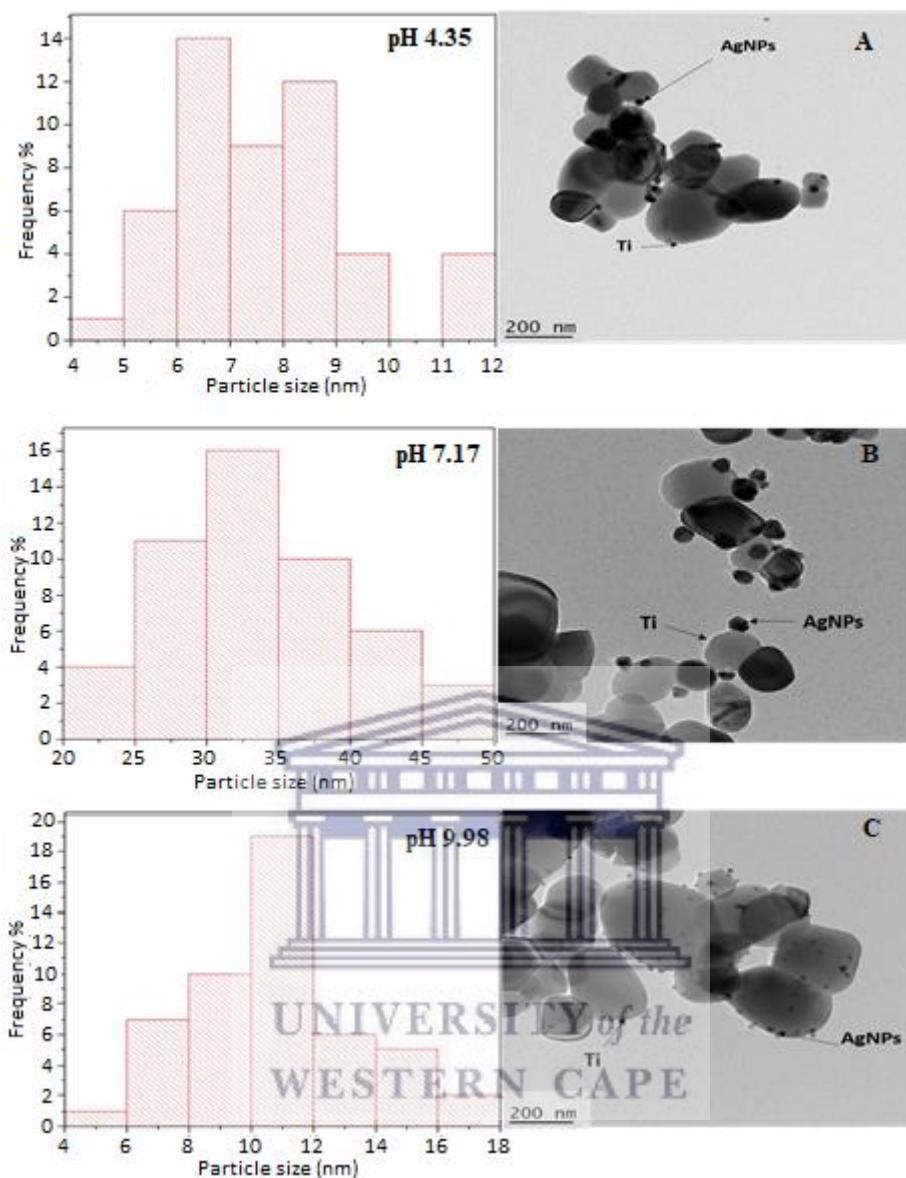 pH 4.35
14
12
10
8
6
4
2
0
Frequency %
4 5 6 7 8 9 10 11 12
Particle size (nm)
A
AgNPs
Ti
200 nm
pH 7.17
16
14
12
10
8
6
4
2
0
Frequency %
20 25 30 35 40 45 50
Particle size (nm)
B
Ti
AgNPs
200 nm
pH 9.98
20
18
16
14
12
10
8
6
4
2
0
Frequency %
4 6 8 10 12 14 16 18
Particle size (nm)
C
AgNPs
Ti
200 nm
UNIVERSITY of the
WESTERN CAPE